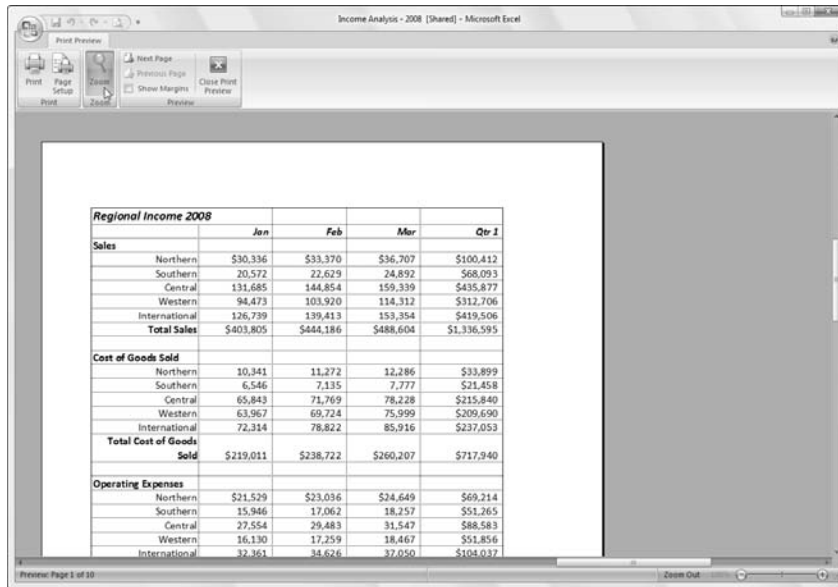 Income Analysis - 2008 [Shared] - Microsoft Excel
Print Preview
Print
Page Setup
Zoom
Next Page
Previous Page
Show Margins
Close Print Preview
Print
Zoom
Preview
Regional Income 2008
Jan Feb Mar Qtr 1
Sales
Northern $30,336 $33,370 $36,707 $100,412
Southern 20,572 22,629 24,892 $68,093
Central 131,685 144,854 159,339 $435,877
Western 94,473 103,920 114,312 $312,706
International 126,739 139,413 153,354 $419,506
Total Sales $403,805 $444,186 $488,604 $1,336,595
Cost of Goods Sold
Northern 10,341 11,272 12,286 $33,899
Southern 6,546 7,135 7,777 $21,458
Central 65,843 71,769 78,228 $215,840
Western 63,967 69,724 75,999 $209,690
International 72,314 78,822 85,916 $237,053
Total Cost of Goods
Sold $219,011 $238,722 $260,207 $717,940
Operating Expenses
Northern $21,529 $23,036 $24,649 $69,214
Southern 15,946 17,062 18,257 $51,265
Central 27,554 29,483 31,547 $88,583
Western 16,130 17,259 18,467 $51,856
International 32,361 34,626 37,050 $104,037
Preview: Page 1 of 10
Zoom Out